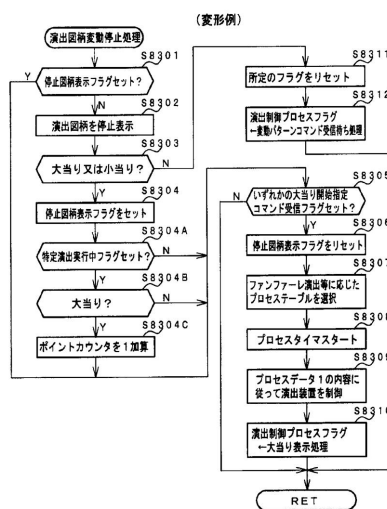 (変形例)
演出図柄変動停止処理
S8301
停止図柄表示フラグセット？
Y
N
S8302
演出図柄を停止表示
S8303
大当り又は小当り？
N
Y
S8304
停止図柄表示フラグをセット
S8304A
特定演出実行中フラグセット？
N
Y
S8304B
大当り？
N
Y
S8304C
ポイントカウンタを1加算
S8311
所定のフラグをリセット
S8312
演出制御プロセスフラグ
←変動パターンコマンド受信待ち処理
S8305
いずれかの大当り開始指定
コマンド受信フラグセット？
N
Y
S8306
停止図柄表示フラグをリセット
S8307
ファンファーレ演出等に応じた
プロセステーブルを選択
S8308
プロセスタイマスタート
S8309
プロセスデータ1の内容に
従って演出装置を制御
S8310
演出制御プロセスフラグ
←大当り表示処理
RET